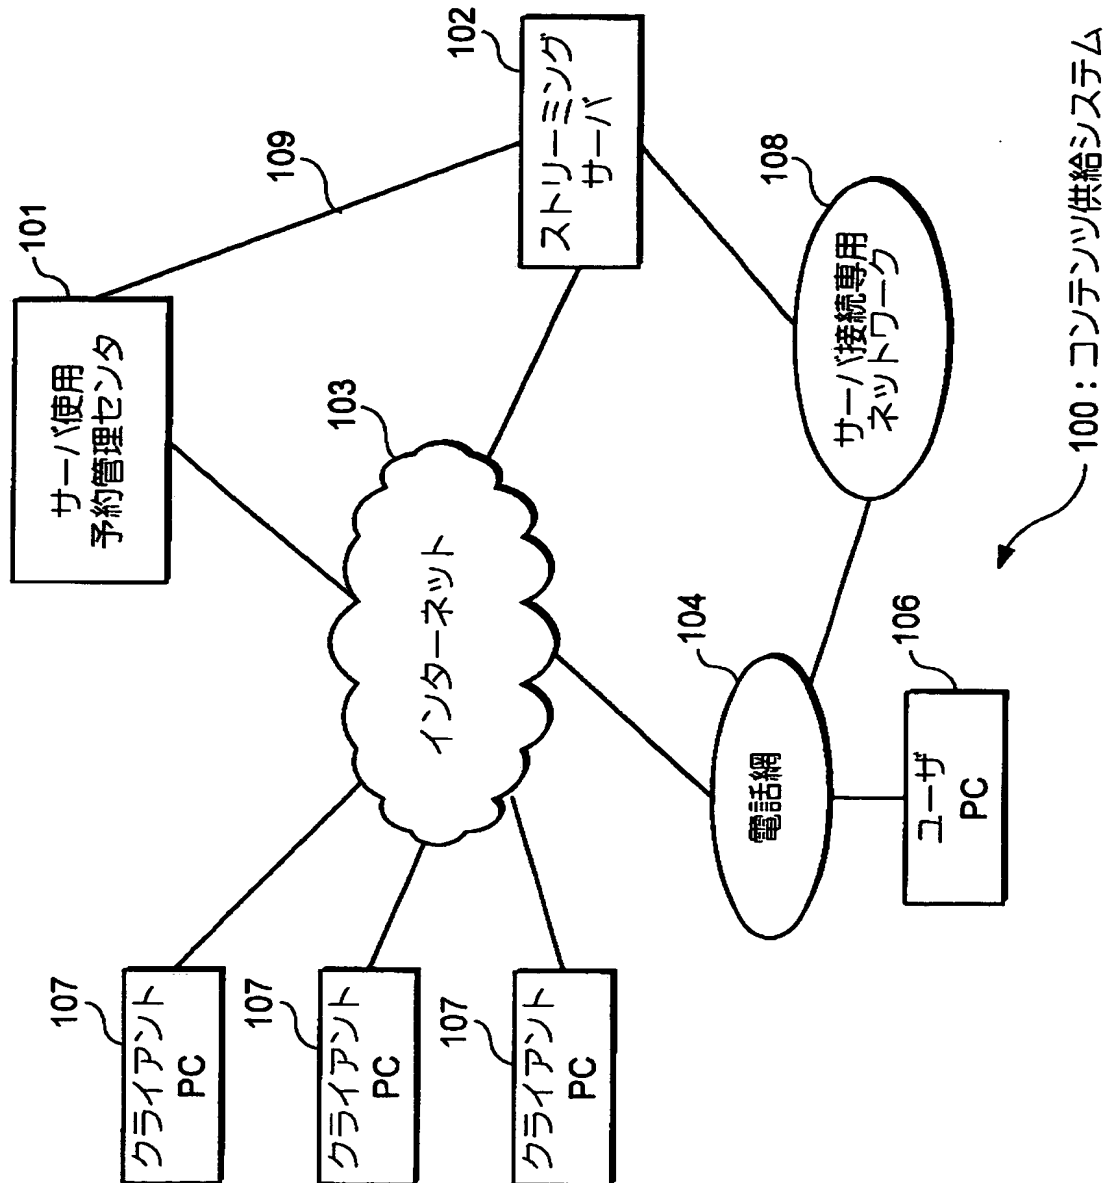 クライアント
PC
107
クライアント
PC
107
クライアント
PC
107
インターネット
103
サーバ使用
予約管理センタ
101
109
ストリーミング
サーバ
102
電話網
104
ユーザ
PC
106
サーバ接続専用
ネットワーク
108
100:コンテンツ供給システム